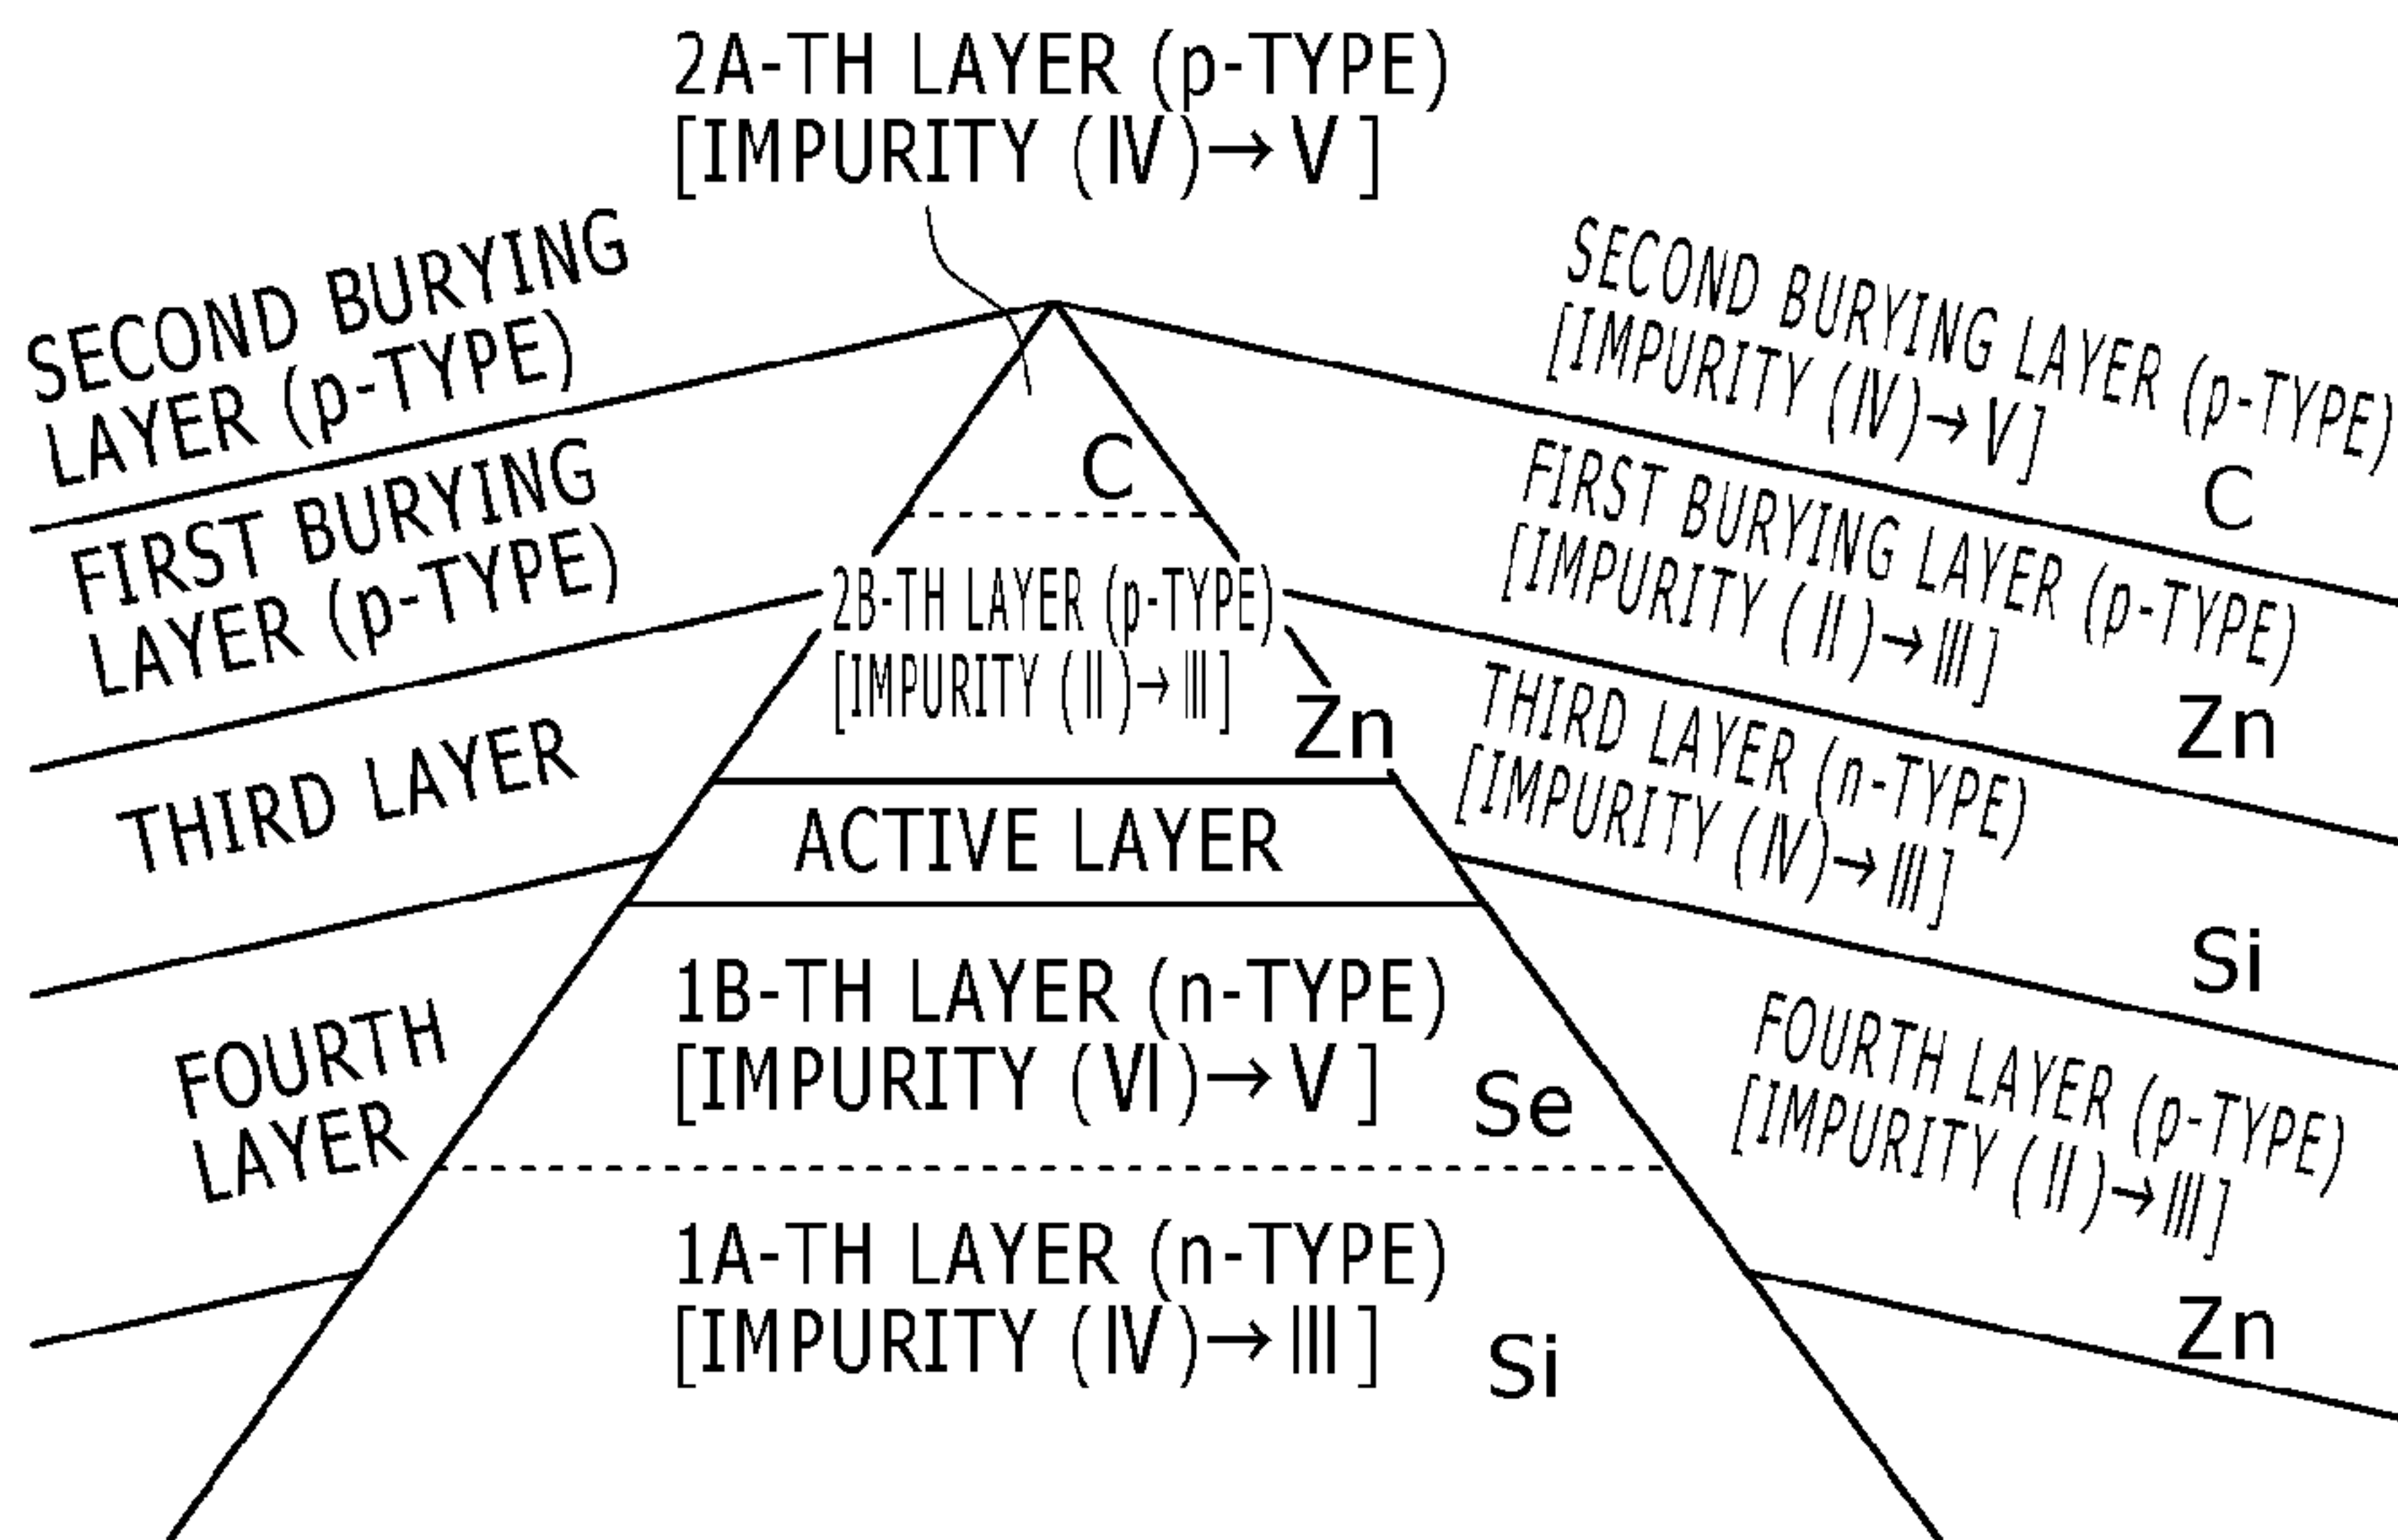 2A-TH LAYER (p-TYPE)
[IMPURITY (Ⅳ)→ Ⅴ ]
SECOND BURYING
LAYER (p-TYPE)
FIRST BURYING
LAYER (p-TYPE)
THIRD LAYER
FOURTH
LAYER
C
2B-TH LAYER (p-TYPE)
[IMPURITY (Ⅱ)→ Ⅲ ]
Zn
ACTIVE LAYER
1B-TH LAYER (n-TYPE)
[IMPURITY (Ⅵ)→ Ⅴ ]
Se
1A-TH LAYER (n-TYPE)
[IMPURITY (Ⅳ)→ Ⅲ ]
Si
SECOND BURYING LAYER (p-TYPE)
[IMPURITY (Ⅳ)→ Ⅴ ]
C
FIRST BURYING LAYER (p-TYPE)
[IMPURITY (Ⅱ)→ Ⅲ ]
Zn
THIRD LAYER (n-TYPE)
[IMPURITY (Ⅳ)→ Ⅲ ]
Si
FOURTH LAYER (p-TYPE)
[IMPURITY (Ⅱ)→ Ⅲ ]
Zn